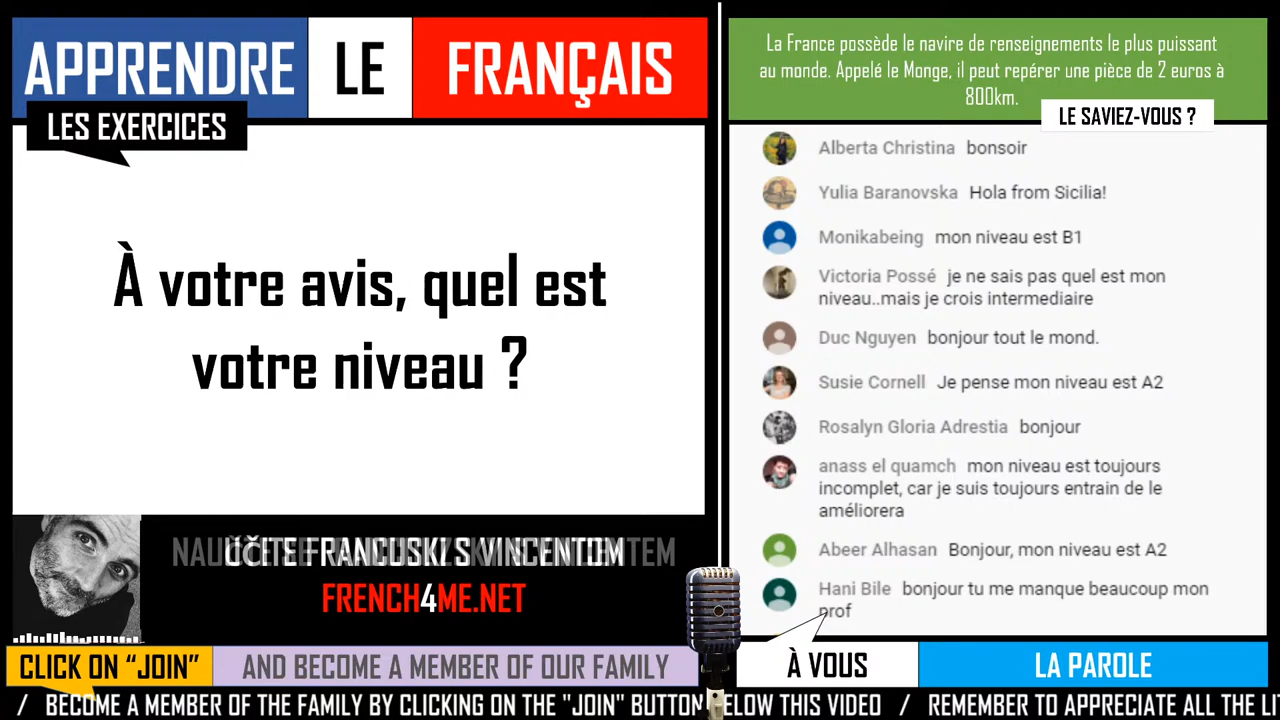 APPRENDRE LE FRANÇAIS
LES EXERCICES
À votre avis, quel est
votre niveau ?
UČITE FRANCUSKI S VINCENTOM
FRENCH4ME.NET
CLICK ON “JOIN” AND BECOME A MEMBER OF OUR FAMILY
La France possède le navire de renseignements le plus puissant
au monde. Appelé le Monge, il peut repérer une pièce de 2 euros à
800km.
LE SAVIEZ-VOUS ?
Alberta Christina bonsoir
Yulia Baranovska Hola from Sicilia!
Monikabeing mon niveau est B1
Victoria Possé je ne sais pas quel est mon
niveau..mais je crois intermediaire
Duc Nguyen bonjour tout le mond.
Susie Cornell Je pense mon niveau est A2
Rosalyn Gloria Adrestia bonjour
anass el quamch mon niveau est toujours
incomplet, car je suis toujours entrain de le
améliorera
Abeer Alhasan Bonjour, mon niveau est A2
Hani Bile bonjour tu me manque beaucoup mon
prof
À VOUS LA PAROLE
/ BECOME A MEMBER OF THE FAMILY BY CLICKING ON THE "JOIN" BUTTON BELOW THIS VIDEO / REMEMBER TO APPRECIATE ALL THE